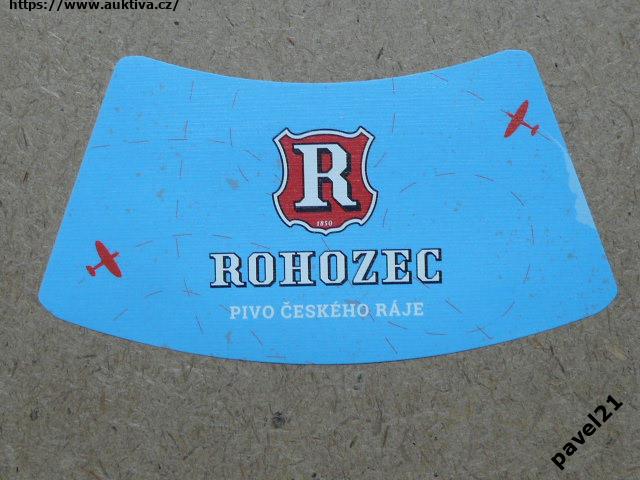 https://www.auktiva.cz/
R
1850
ROHOZEC
PIVO ČESKÉHO RÁJE
pavel21